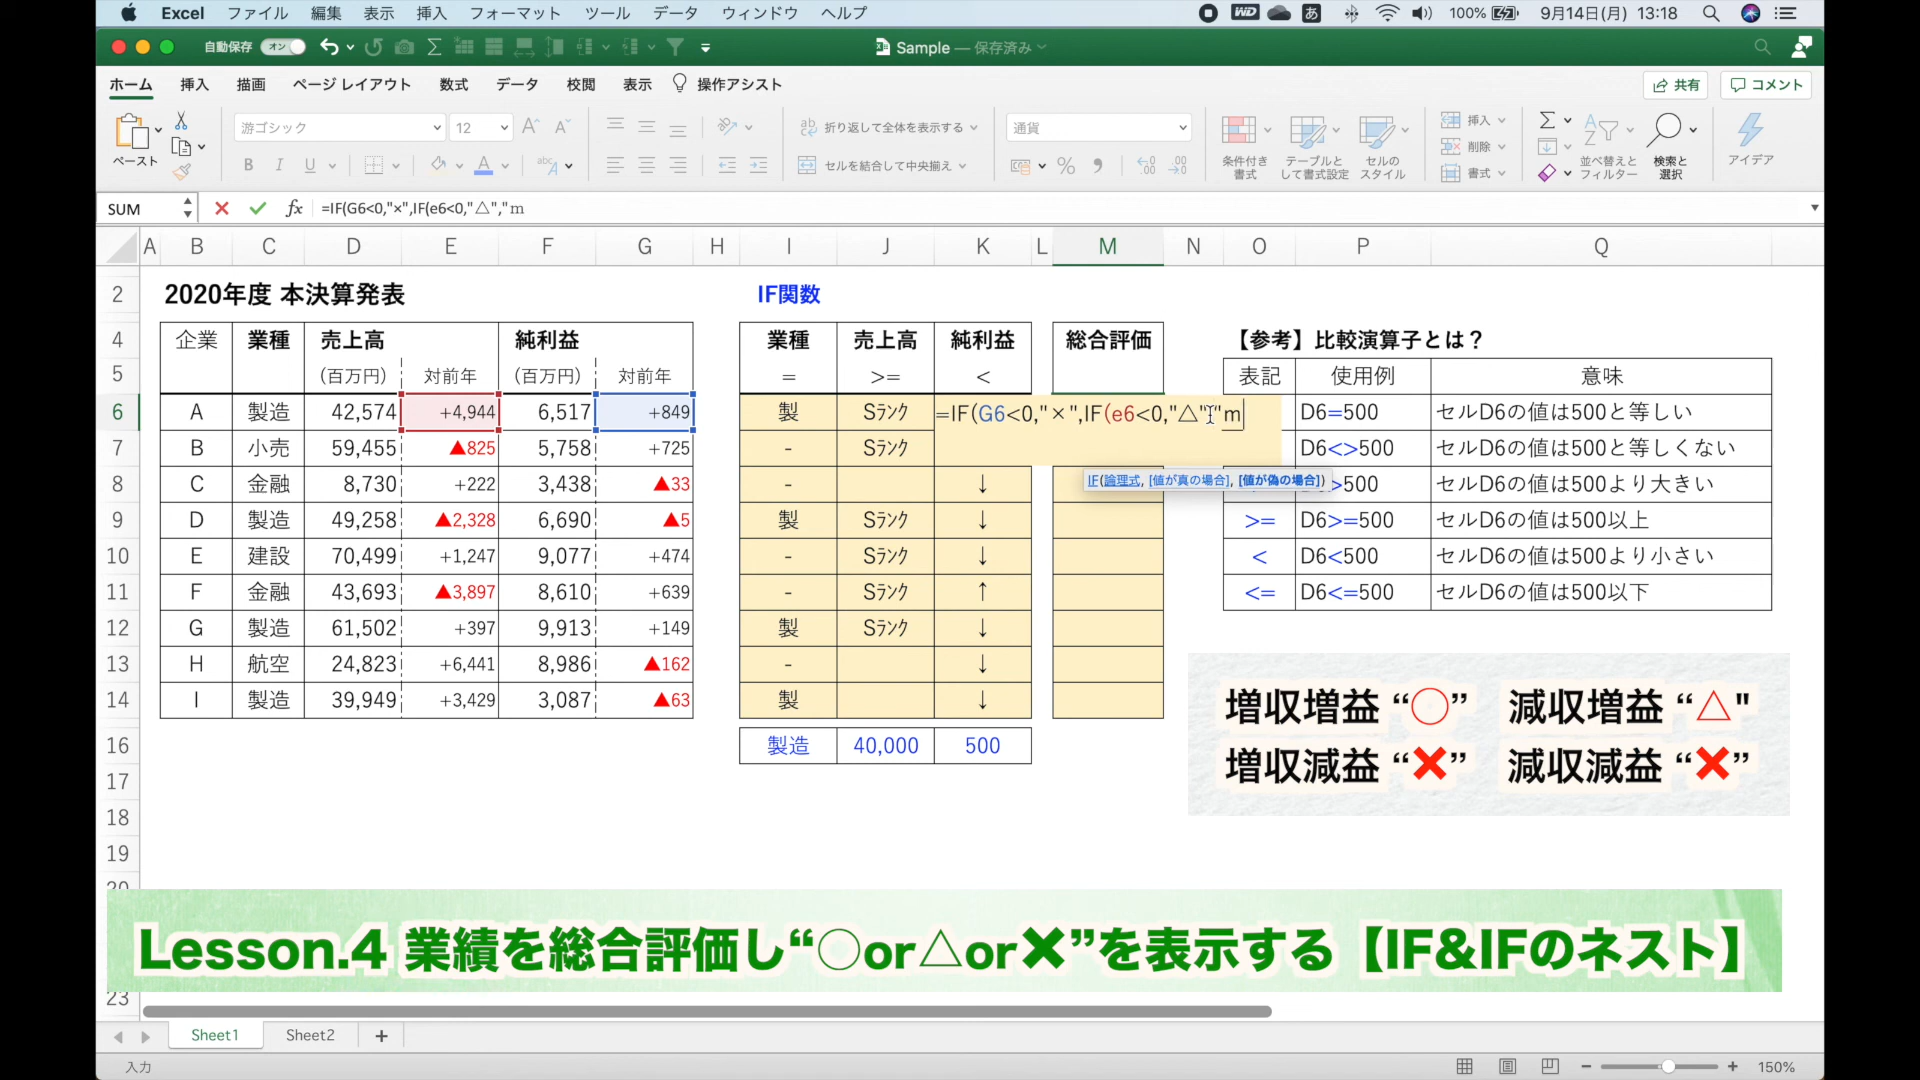 Excel ファイル 編集 表示 挿入 フォーマット ツール データ ウィンドウ ヘルプ WD あ 100% 9月14日(月) 13:18
自動保存 オン Sample — 保存済み
ホーム 挿入 描画 ページ レイアウト 数式 データ 校閲 表示 操作アシスト 共有 コメント
ペースト 游ゴシック 12 折り返して全体を表示する 通貨 条件付き書式 テーブルとして書式設定 セルのスタイル 挿入 並べ替えとフィルター 検索と選択 アイデア
B I U セルを結合して中央揃え 削除
書式
SUM fx =IF(G6<0,"×",IF(e6<0,"△","m
A B C D E F G H I J K L M N O P Q
2 2020年度 本決算発表 IF関数
4 企業 業種 売上高 純利益 業種 売上高 純利益 総合評価 【参考】比較演算子とは?
5 (百万円) 対前年 (百万円) 対前年 = >= < 表記 使用例 意味
6 A 製造 42,574 +4,944 6,517 +849 製 Sランク =IF(G6<0,"×",IF(e6<0,"△","m D6=500 セルD6の値は500と等しい
7 B 小売 59,455 ▲825 5,758 +725 - Sランク D6<>500 セルD6の値は500と等しくない
8 C 金融 8,730 +222 3,438 ▲33 - ↓ IF(論理式, [値が真の場合], [値が偽の場合]) >500 セルD6の値は500より大きい
9 D 製造 49,258 ▲2,328 6,690 ▲5 製 Sランク ↓ >= D6>=500 セルD6の値は500以上
10 E 建設 70,499 +1,247 9,077 +474 - Sランク ↓ < D6<500 セルD6の値は500より小さい
11 F 金融 43,693 ▲3,897 8,610 +639 - Sランク ↑ <= D6<=500 セルD6の値は500以下
12 G 製造 61,502 +397 9,913 +149 製 Sランク ↓
13 H 航空 24,823 +6,441 8,986 ▲162 - ↓
14 I 製造 39,949 +3,429 3,087 ▲63 製 ↓
16 製造 40,000 500
17
18
19
増収増益 “○” 減収増益 “△"
増収減益 “×” 減収減益 “×”
Lesson.4 業績を総合評価し“○or△or×”を表示する【IF&IFのネスト】
23
Sheet1 Sheet2 +
入力 150%